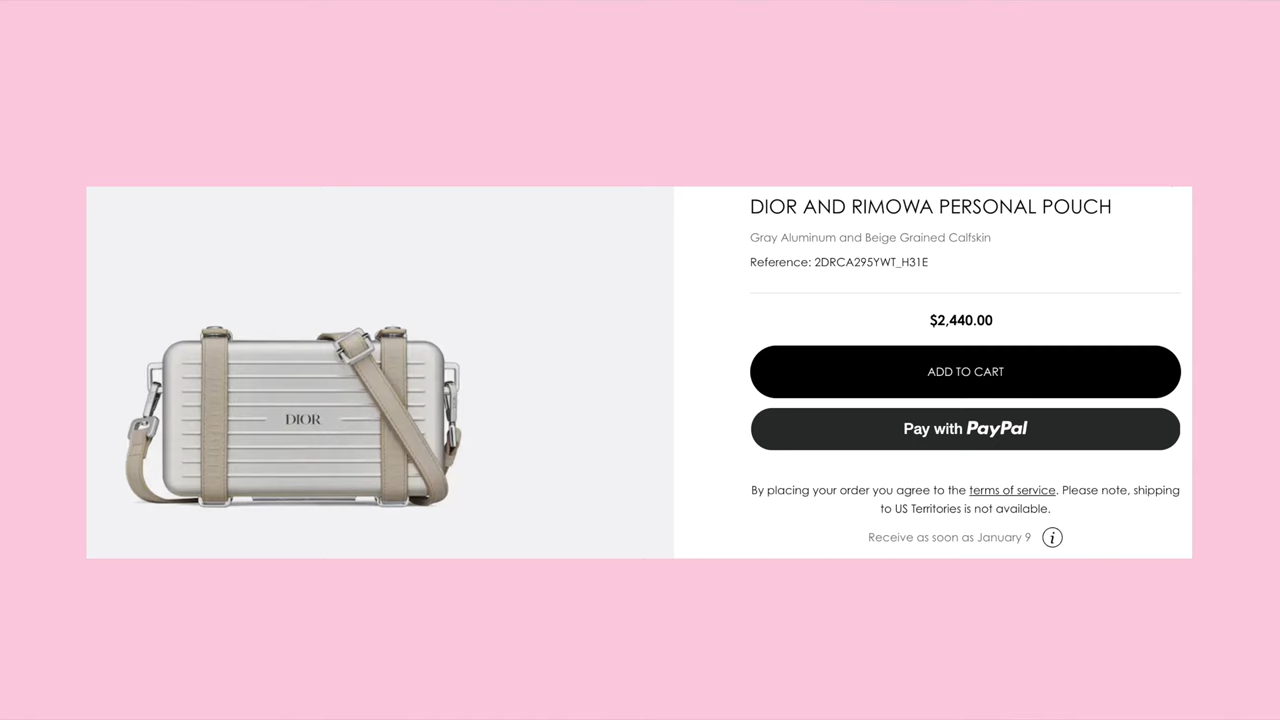 DIOR
DIOR AND RIMOWA PERSONAL POUCH
Gray Aluminum and Beige Grained Calfskin
Reference: 2DRCA295YWT_H31E
$2,440.00
ADD TO CART
Pay with PayPal
By placing your order you agree to the terms of service. Please note, shipping
to US Territories is not available.
Receive as soon as January 9 i